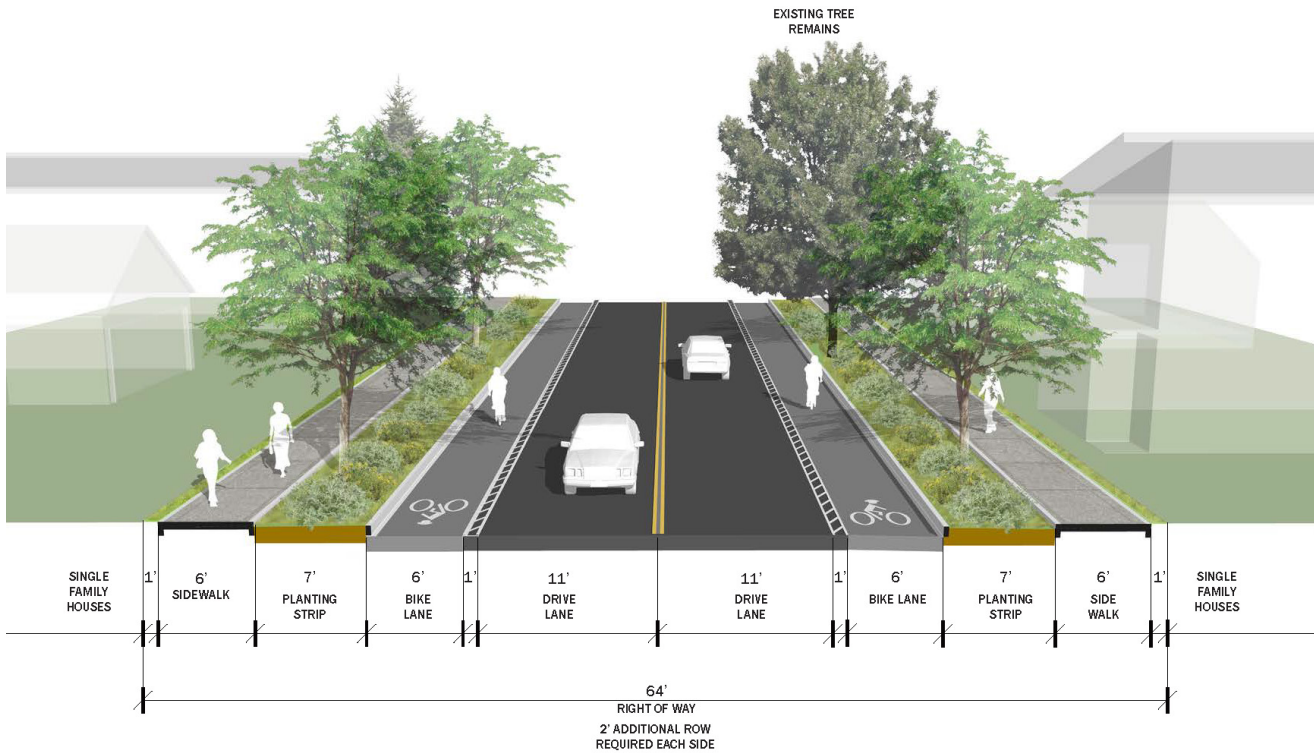 EXISTING TREE
REMAINS
SINGLE
FAMILY
HOUSES
1’
6’
SIDEWALK
7’
PLANTING
STRIP
6’
BIKE
LANE
1’
11’
DRIVE
LANE
11’
DRIVE
LANE
1’
6’
BIKE LANE
7’
PLANTING
STRIP
6’
SIDE
WALK
1’
SINGLE
FAMILY
HOUSES
64’
RIGHT OF WAY
2’ ADDITIONAL ROW
REQUIRED EACH SIDE